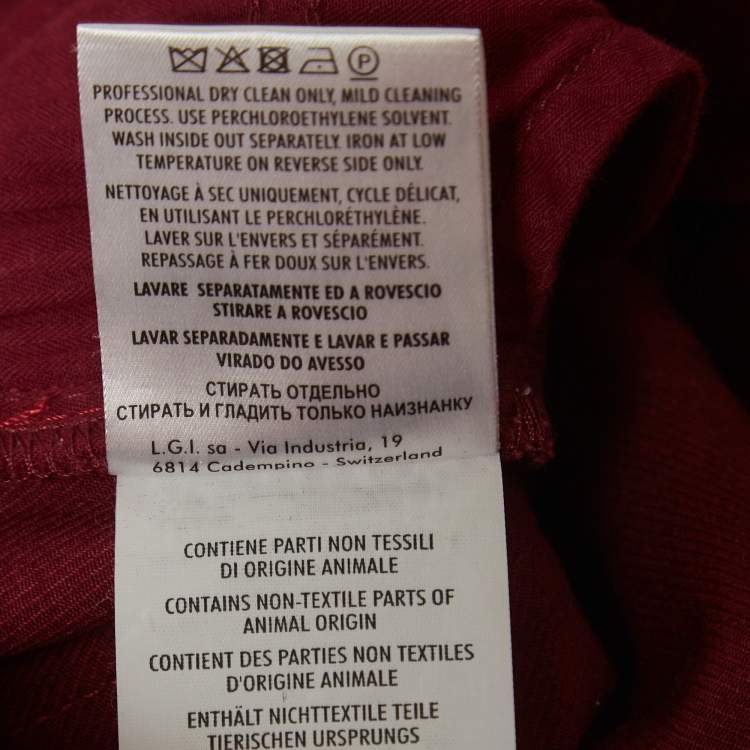 P
PROFESSIONAL DRY CLEAN ONLY, MILD CLEANING
PROCESS. USE PERCHLOROETHYLENE SOLVENT.
WASH INSIDE OUT SEPARATELY. IRON AT LOW
TEMPERATURE ON REVERSE SIDE ONLY.
NETTOYAGE À SEC UNIQUEMENT, CYCLE DÉLICAT,
EN UTILISANT LE PERCHLORÉTHYLÈNE.
LAVER SUR L'ENVERS ET SÉPARÉMENT.
REPASSAGE À FER DOUX SUR L'ENVERS.
LAVARE SEPARATAMENTE ED A ROVESCIO
STIRARE A ROVESCIO
LAVAR SEPARADAMENTE E LAVAR E PASSAR
VIRADO DO AVESSO
СТИРАТЬ ОТДЕЛЬНО
СТИРАТЬ И ГЛАДИТЬ ТОЛЬКО НАИЗНАНКУ
L.G.I. sa - Via Industria, 19
6814 Cadempino - Switzerland
CONTIENE PARTI NON TESSILI
DI ORIGINE ANIMALE
CONTAINS NON-TEXTILE PARTS OF
ANIMAL ORIGIN
CONTIENT DES PARTIES NON TEXTILES
D'ORIGINE ANIMALE
ENTHÄLT NICHTTEXTILE TEILE
TIERISCHEN URSPRUNGS